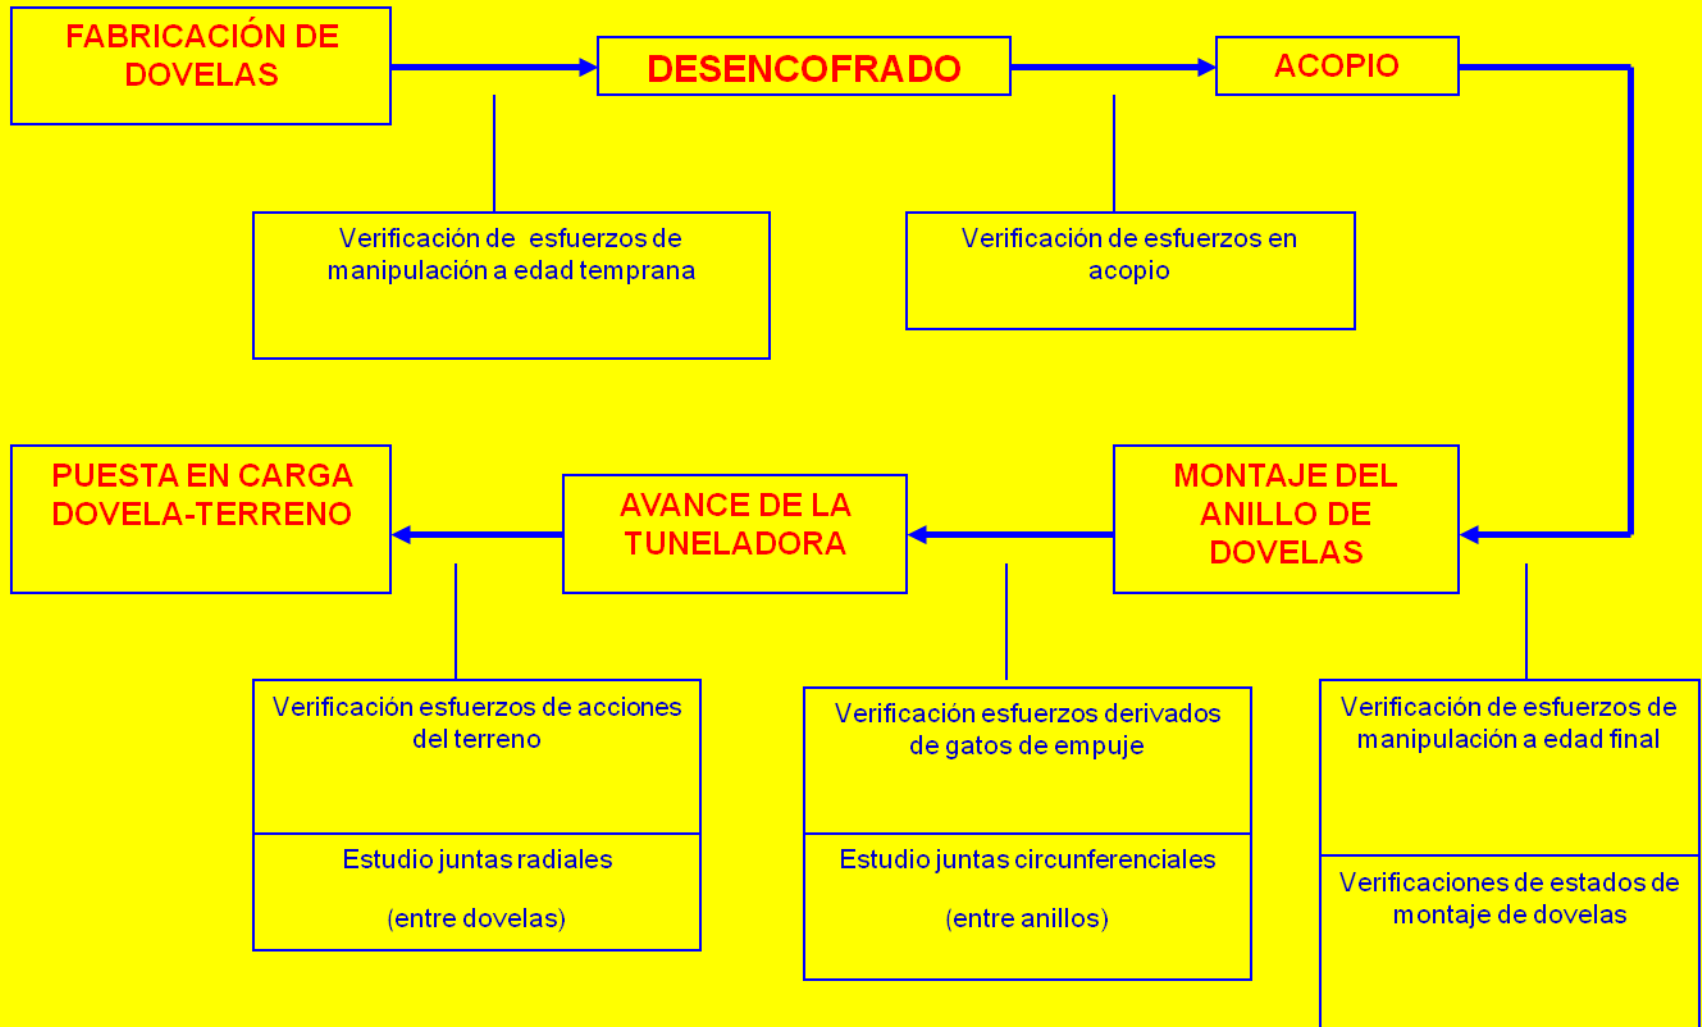 FABRICACIÓN DE
DOVELAS
DESENCOFRADO
ACOPIO
Verificación de esfuerzos de
manipulación a edad temprana
Verificación de esfuerzos en
acopio
PUESTA EN CARGA
DOVELA-TERRENO
AVANCE DE LA
TUNELADORA
MONTAJE DEL
ANILLO DE
DOVELAS
Verificación esfuerzos de acciones
del terreno
Estudio juntas radiales
(entre dovelas)
Verificación esfuerzos derivados
de gatos de empuje
Estudio juntas circunferenciales
(entre anillos)
Verificación de esfuerzos de
manipulación a edad final
Verificaciones de estados de
montaje de dovelas